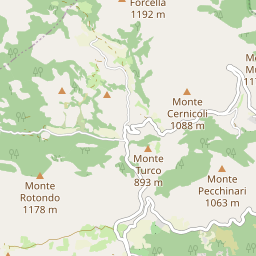 Forcella
1192 m
Monte
Cernicoli
1088 m
Monte
Turco
893 m
Monte
Pecchinari
1063 m
Monte
Rotondo
1178 m